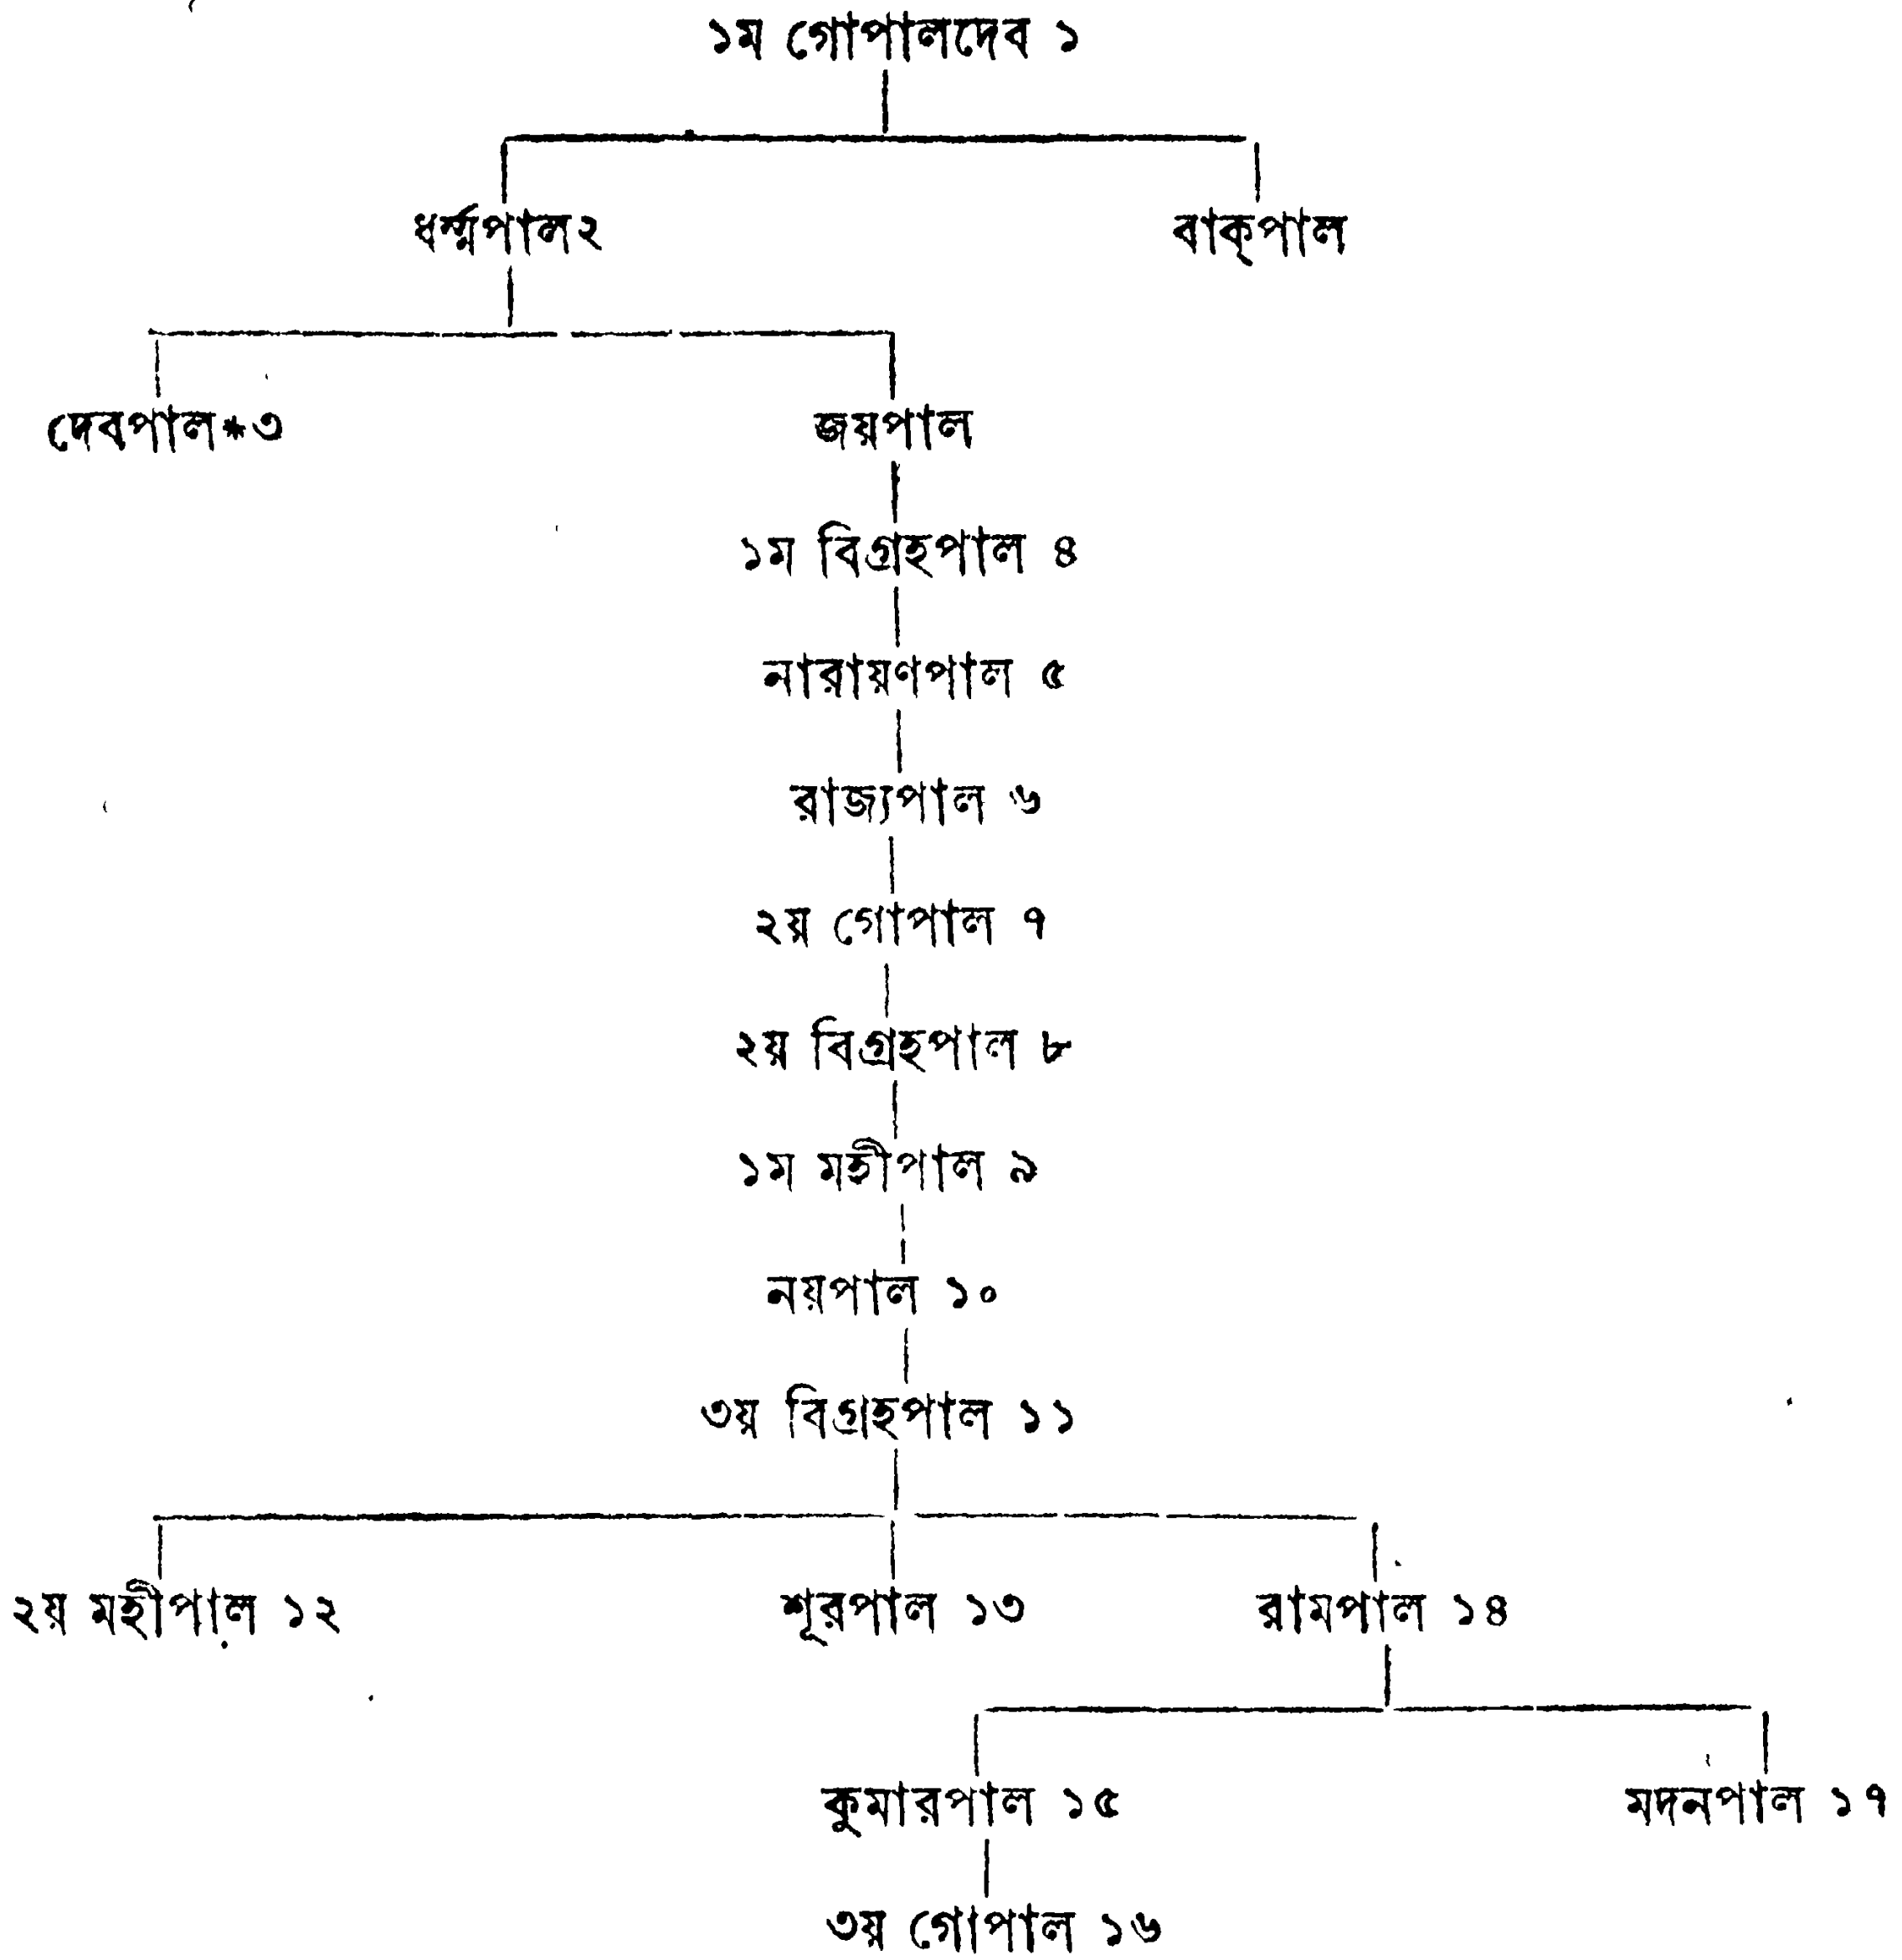 ১ম গোপালদেব ১
ধর্ম্মপাল২ বাক্‌পাল
দেবপাল*৩ জয়পাল
১ম বিগ্রহপাল ৪
নারায়ণপাল ৫
রাজ্যপাল ৬
২য় গোপাল ৭
২য় বিগ্রহপাল ৮
১ম মহীপাল ৯
নয়পাল ১০
৩য় বিগ্রহপাল ১১
২য় মহীপাল ১২ শূরপাল ১৩ রামপাল ১৪
কুমারপাল ১৫ মদনপাল ১৭
৩য় গোপাল ১৬